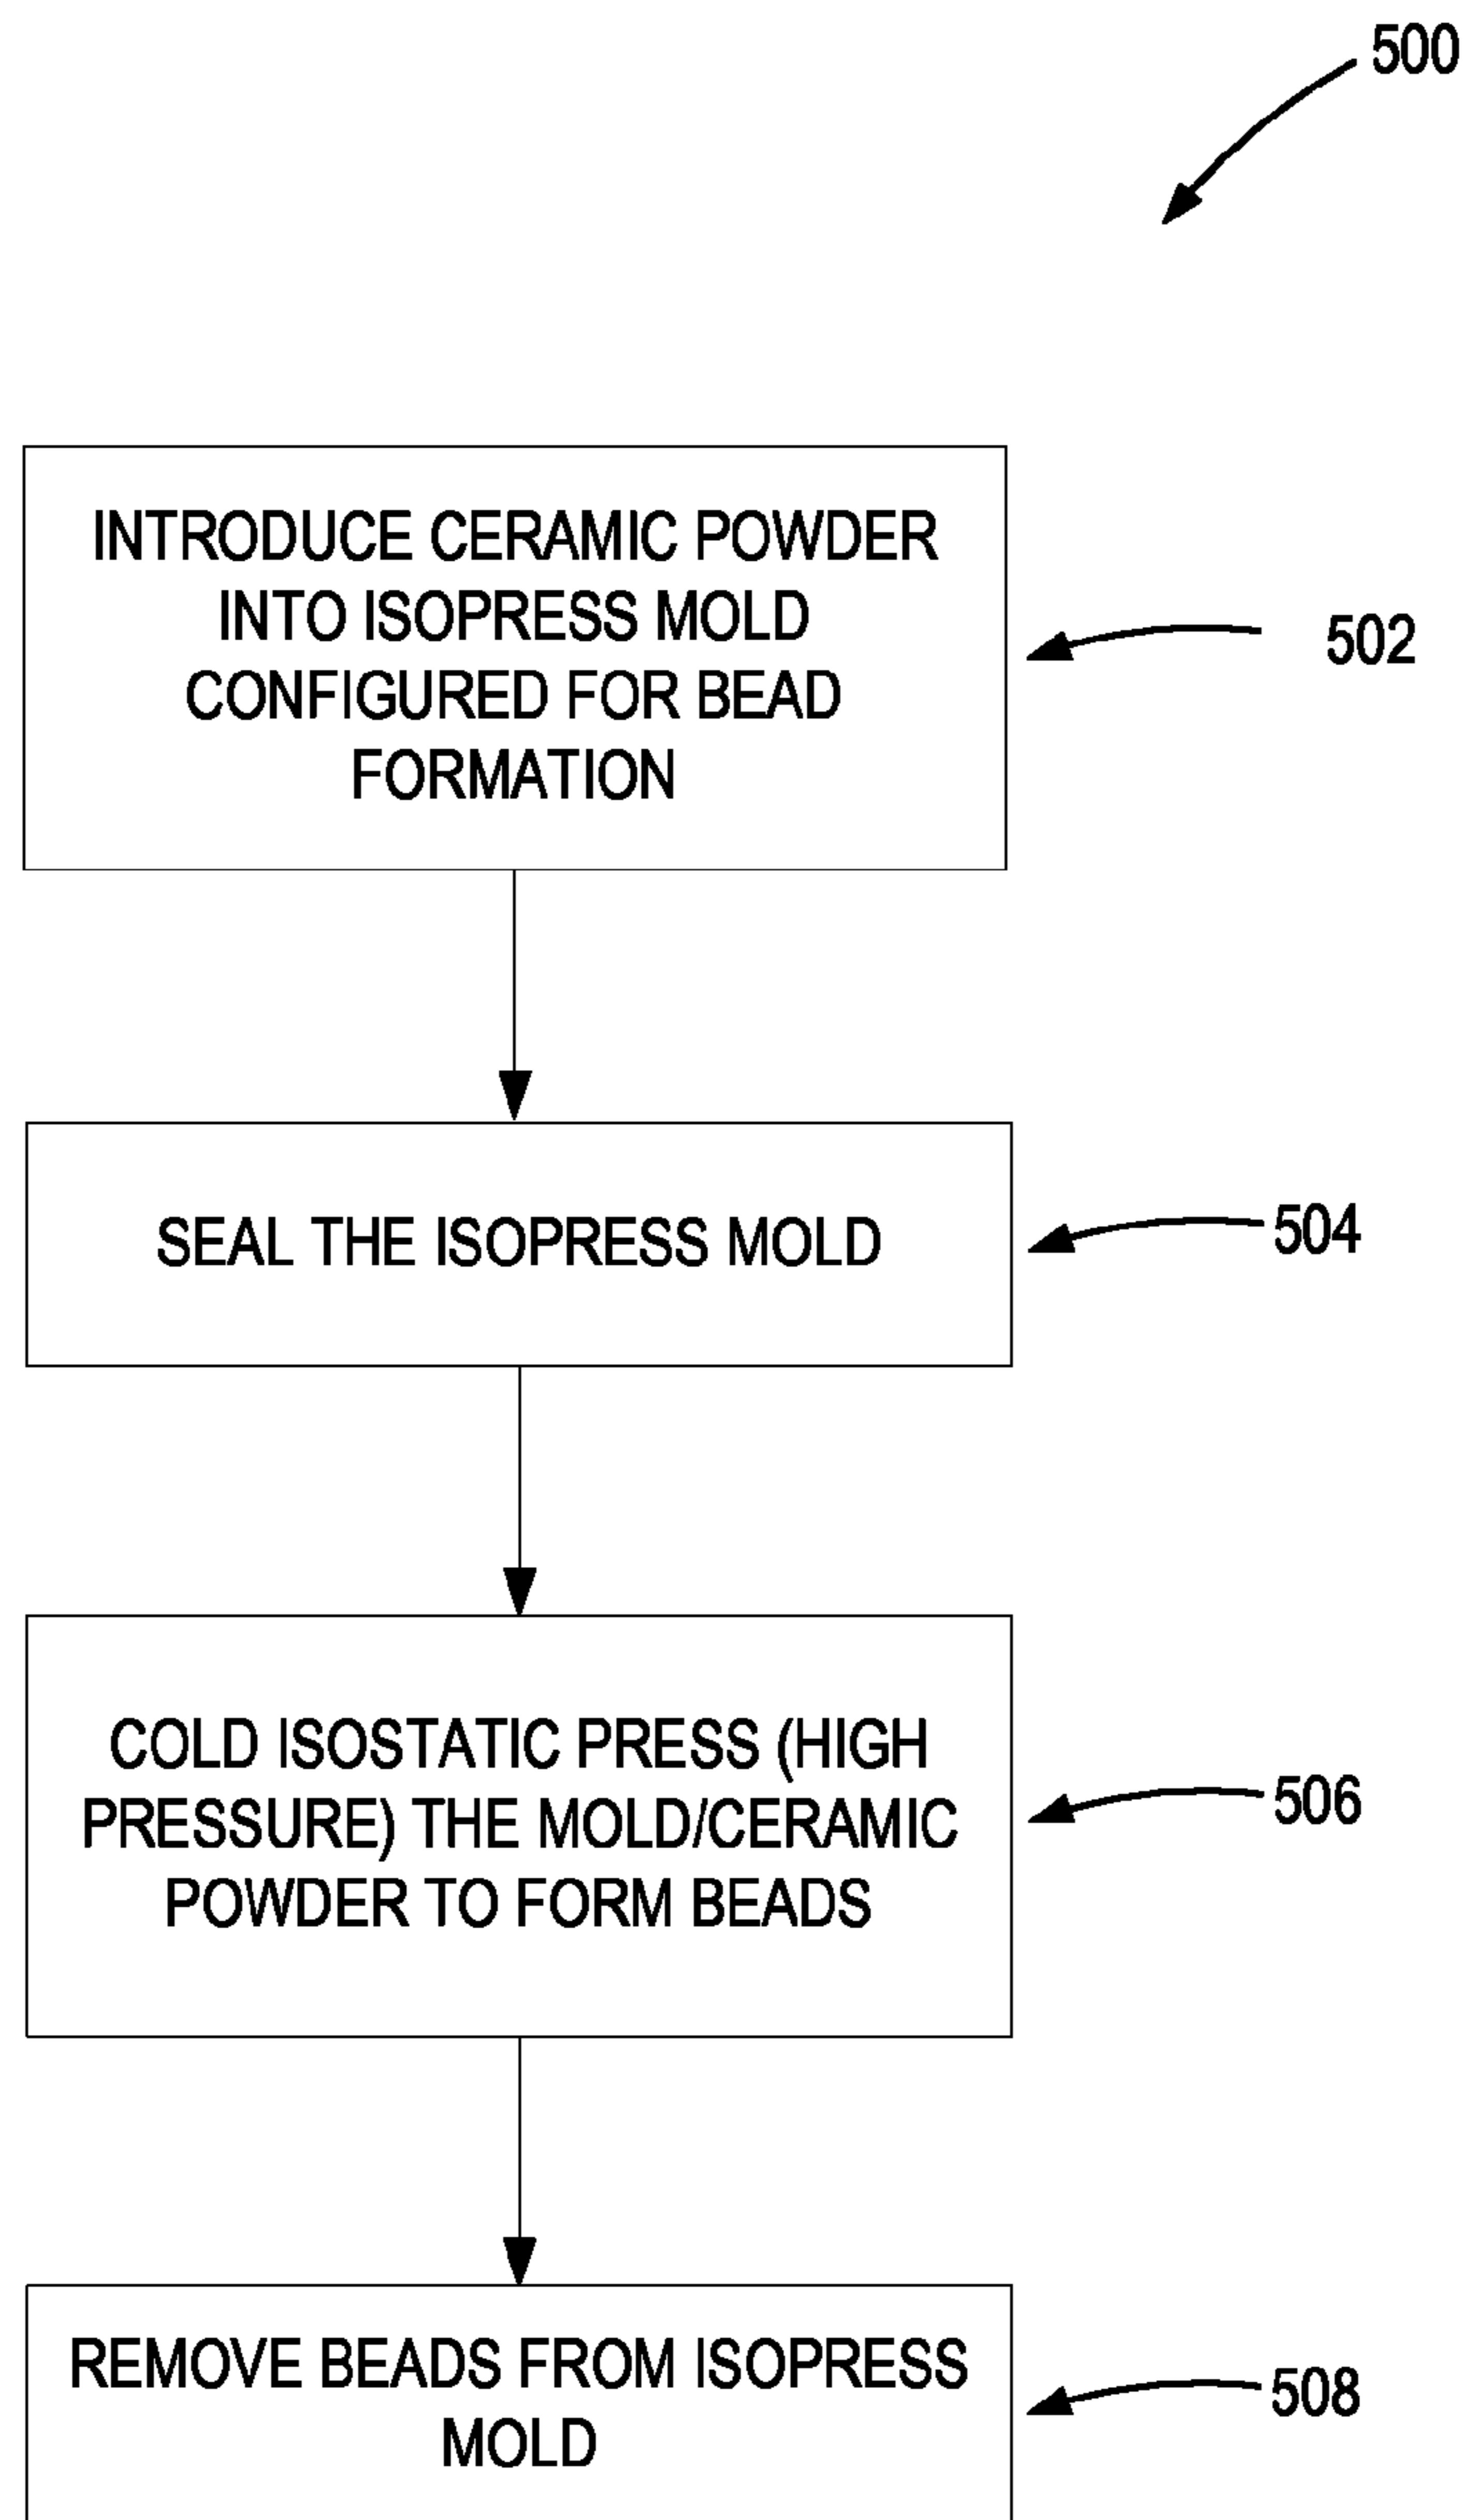 500
INTRODUCE CERAMIC POWDER
INTO ISOPRESS MOLD
CONFIGURED FOR BEAD
FORMATION
502
SEAL THE ISOPRESS MOLD
504
COLD ISOSTATIC PRESS (HIGH
PRESSURE) THE MOLD/CERAMIC
POWDER TO FORM BEADS
506
REMOVE BEADS FROM ISOPRESS
MOLD
508